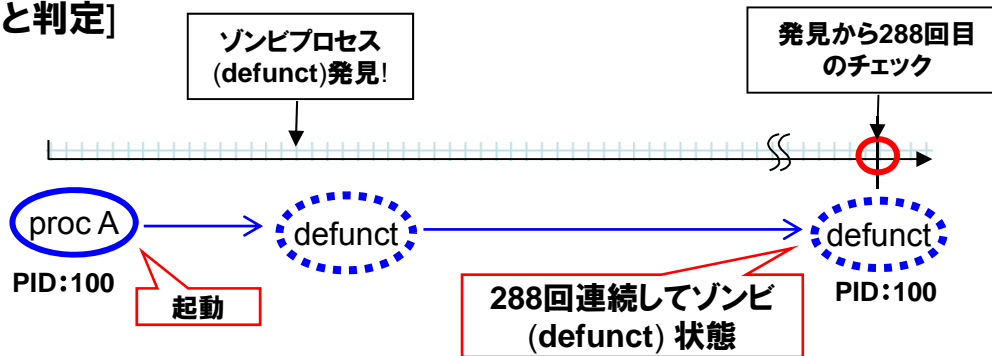 と判定]
ゾンビプロセス
(defunct)発見!
発見から288回目
のチェック
proc A
defunct
defunct
PID:100
起動
288回連続してゾンビ
(defunct) 状態
PID:100